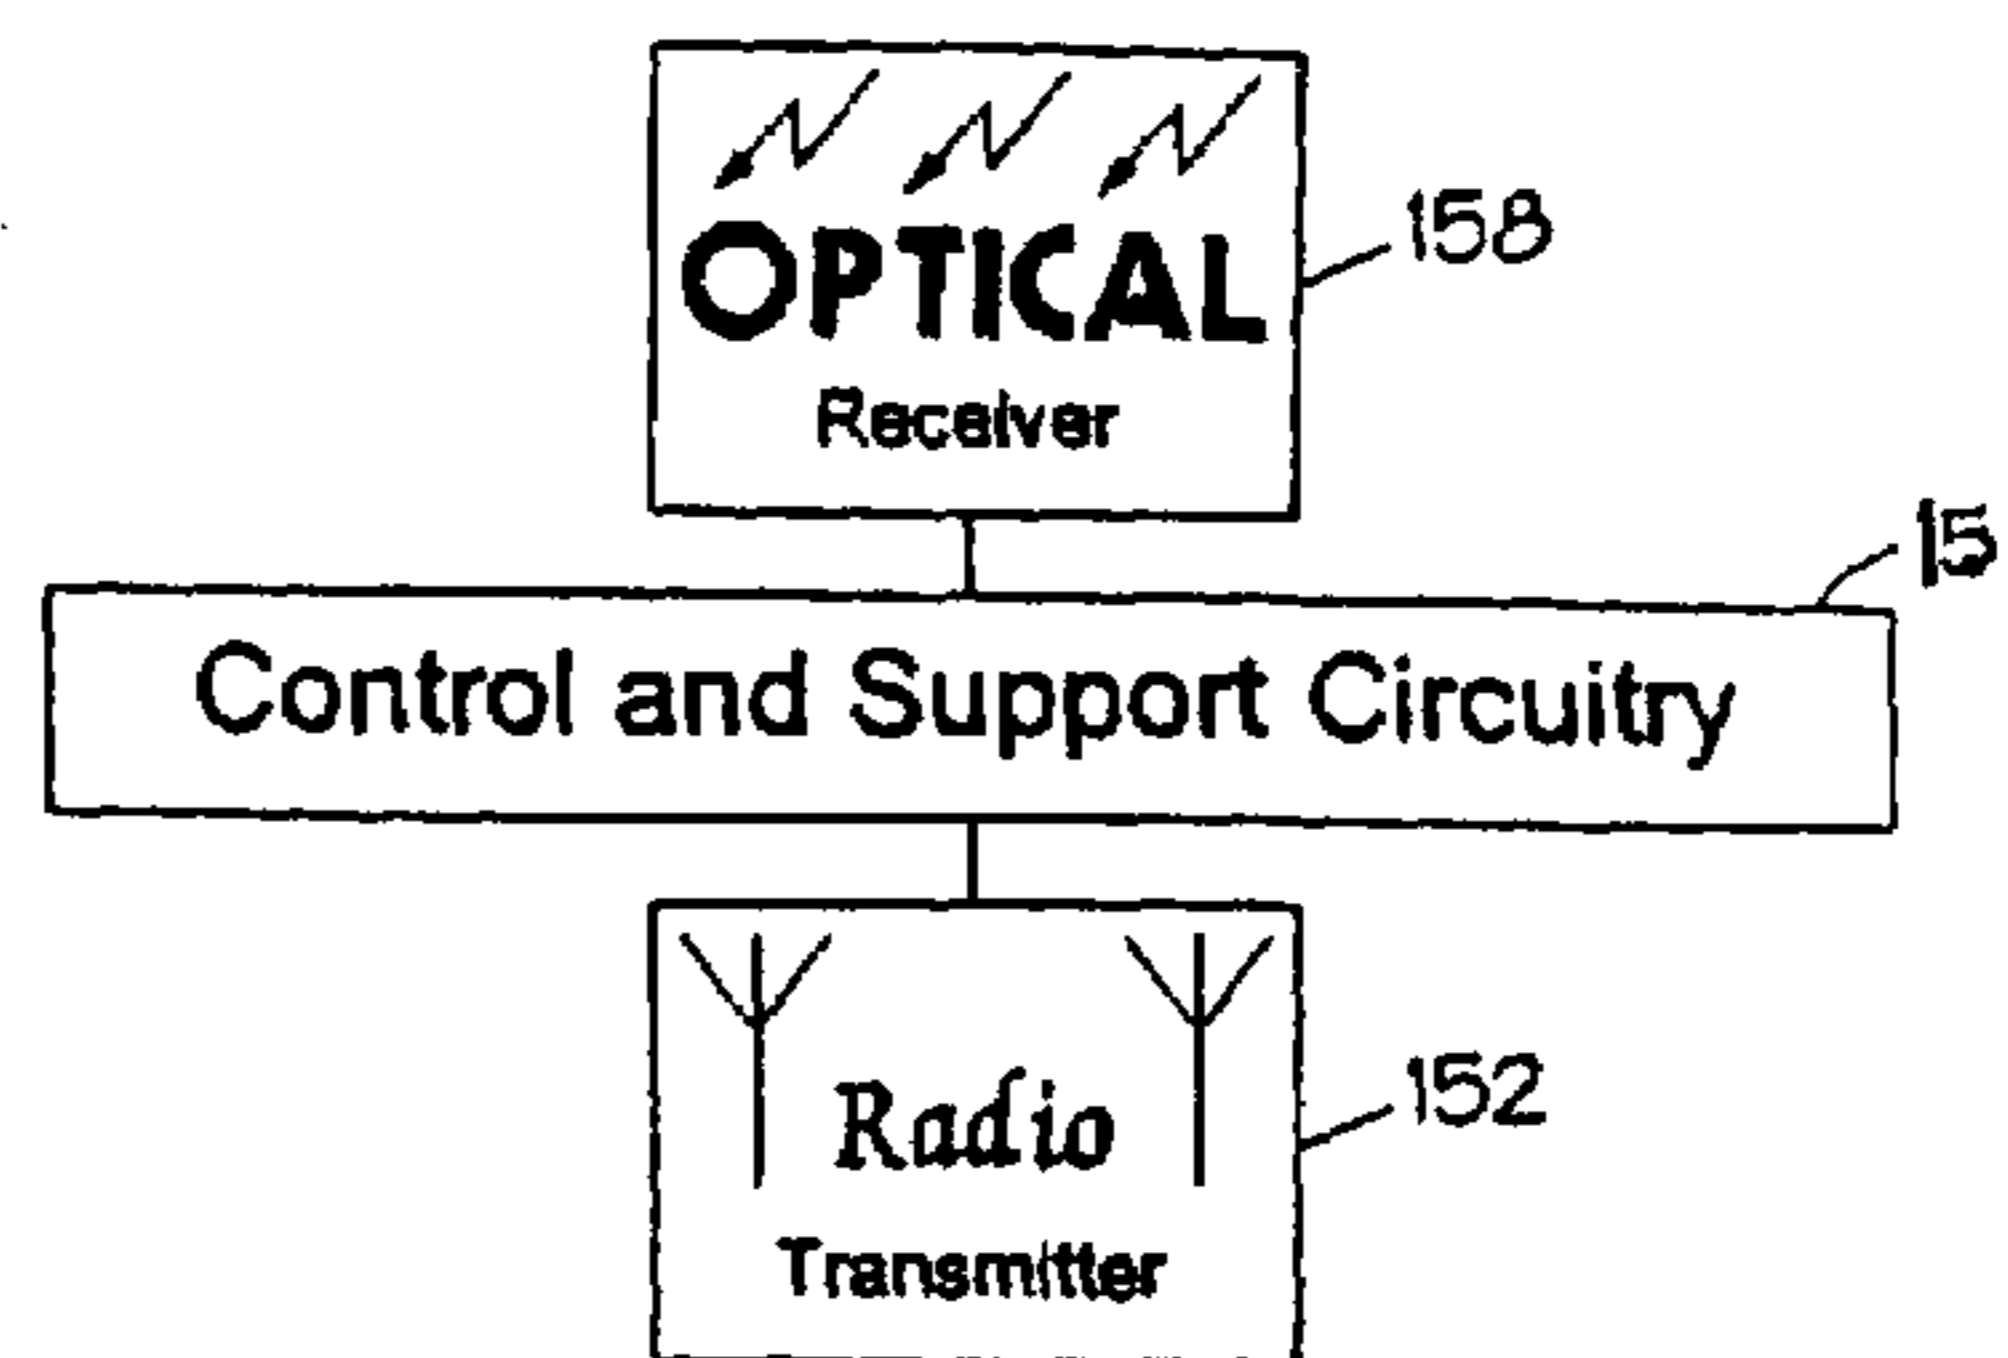 OPTICAL
Receiver
158
15
Control and Support Circuitry
Radio
Transmitter
152